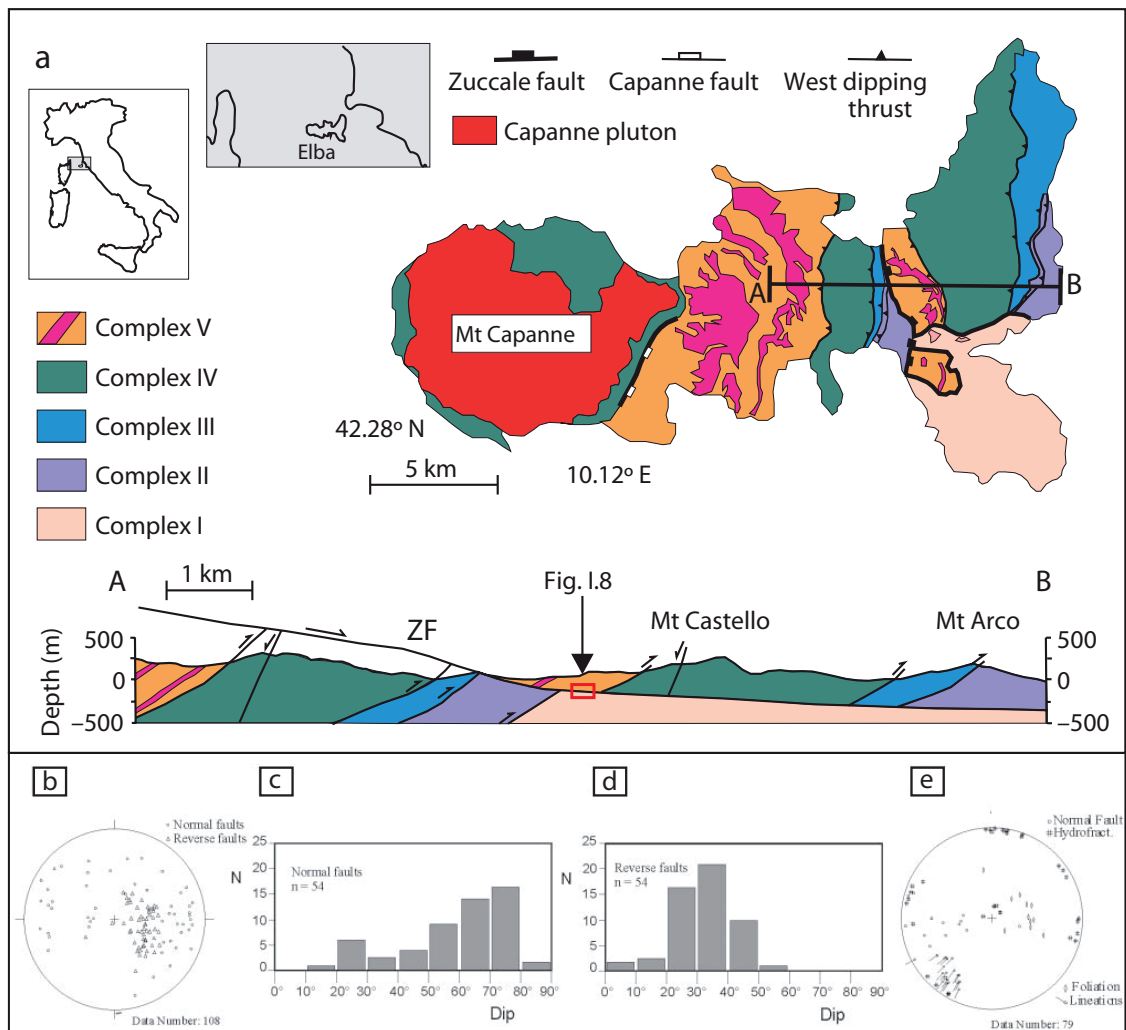 a
Zuccale fault
Capanne fault
West dipping
thrust
Capanne pluton
Elba
Mt Capanne
A
B
Complex V
Complex IV
Complex III
Complex II
Complex I
42.28º N
5 km
10.12º E
A
1 km
Fig. I.8
B
Depth (m)
500
0
–500
ZF
Mt Castello
Mt Arco
500
0
–500
b
Normal faults
Reverse faults
Data Number: 108
c
25
20
15
10
5
0
N
Normal faults
n = 54
0° 10° 20° 30° 40° 50° 60° 70° 80° 90°
Dip
d
25
20
15
10
5
0
N
Reverse faults
n = 54
0° 10° 20° 30° 40° 50° 60° 70° 80° 90°
Dip
e
Normal Fault
Hydrofract.
Foliation
Lineations
Data Number: 79